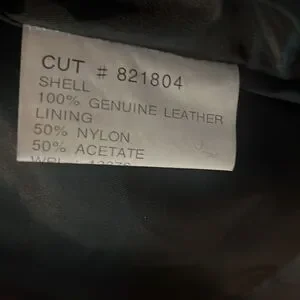 CUT # 821804
SHELL
100% GENUINE LEATHER
LINING
50% NYLON
50% ACETATE